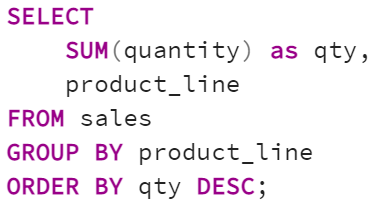 SELECT
    SUM(quantity) as qty,
    product_line
FROM sales
GROUP BY product_line
ORDER BY qty DESC;